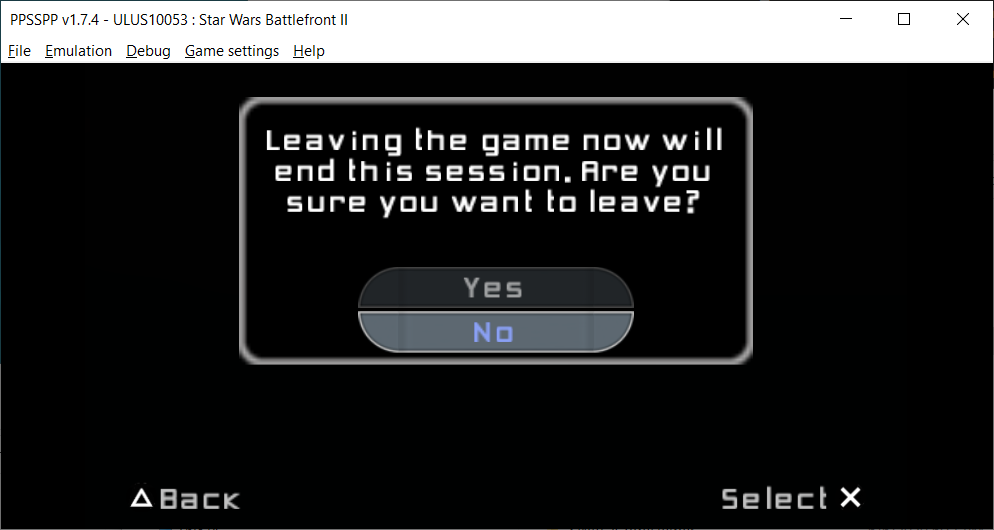 PPSSPP v1.7.4 - ULUS10053 : Star Wars Battlefront II
File Emulation Debug Game settings Help
Leaving the game now will
end this session. Are you
sure you want to leave?
Yes
No
Back Select